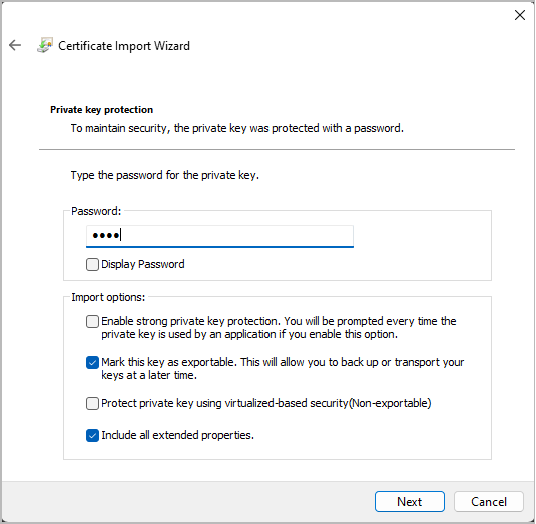 Certificate Import Wizard
Private key protection
To maintain security, the private key was protected with a password.
Type the password for the private key.
Password:
●●●●
Display Password
Import options:
Enable strong private key protection. You will be prompted every time the
private key is used by an application if you enable this option.
Mark this key as exportable. This will allow you to back up or transport your
keys at a later time.
Protect private key using virtualized-based security(Non-exportable)
Include all extended properties.
Next
Cancel